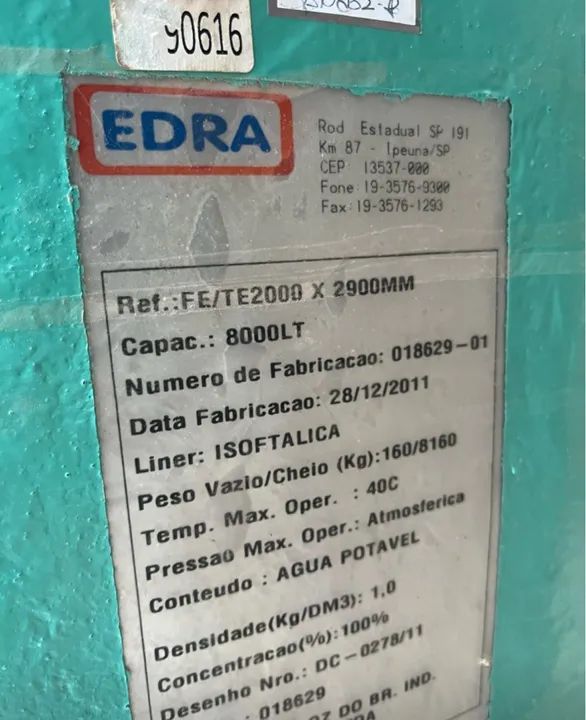 90616
EDRA
Rod Estadual SP 191
Km 87 - Ipeuna/SP
CEP: 13537-000
Fone: 19-3576-9300
Fax: 19-3576-1293
Ref.:FE/TE2000 X 2900MM
Capac.: 8000LT
Numero de Fabricacao: 018629-01
Data Fabricacao: 28/12/2011
Liner: ISOFTALICA
Peso Vazio/Cheio (Kg):160/8160
Temp. Max. Oper. : 40C
Pressao Max. Oper.: Atmosferica
Conteudo : AGUA POTAVEL
Densidade(Kg/DM3): 1,0
Concentracao(%): 100%
Desenho Nro.: DC-0278/11
: 018629
DO BR. IND.